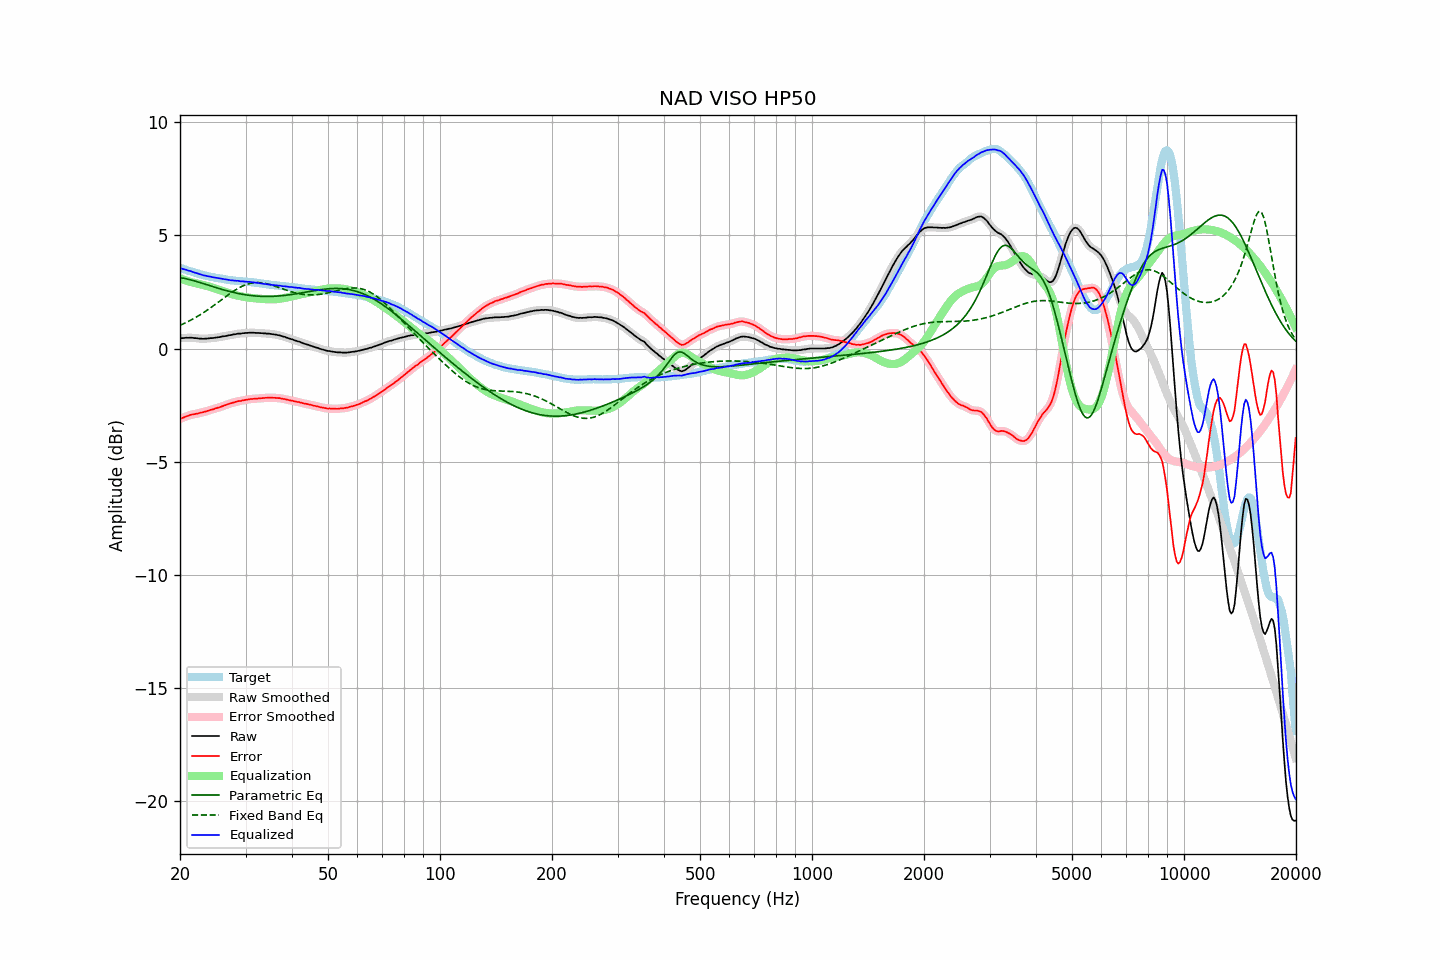 NAD VISO HP50
10
5
0
−5
−10
−15
−20
Amplitude (dBr)
Target
Raw Smoothed
Error Smoothed
Raw
Error
Equalization
Parametric Eq
Fixed Band Eq
Equalized
20 50 100 200 500 1000 2000 5000 10000 20000
Frequency (Hz)